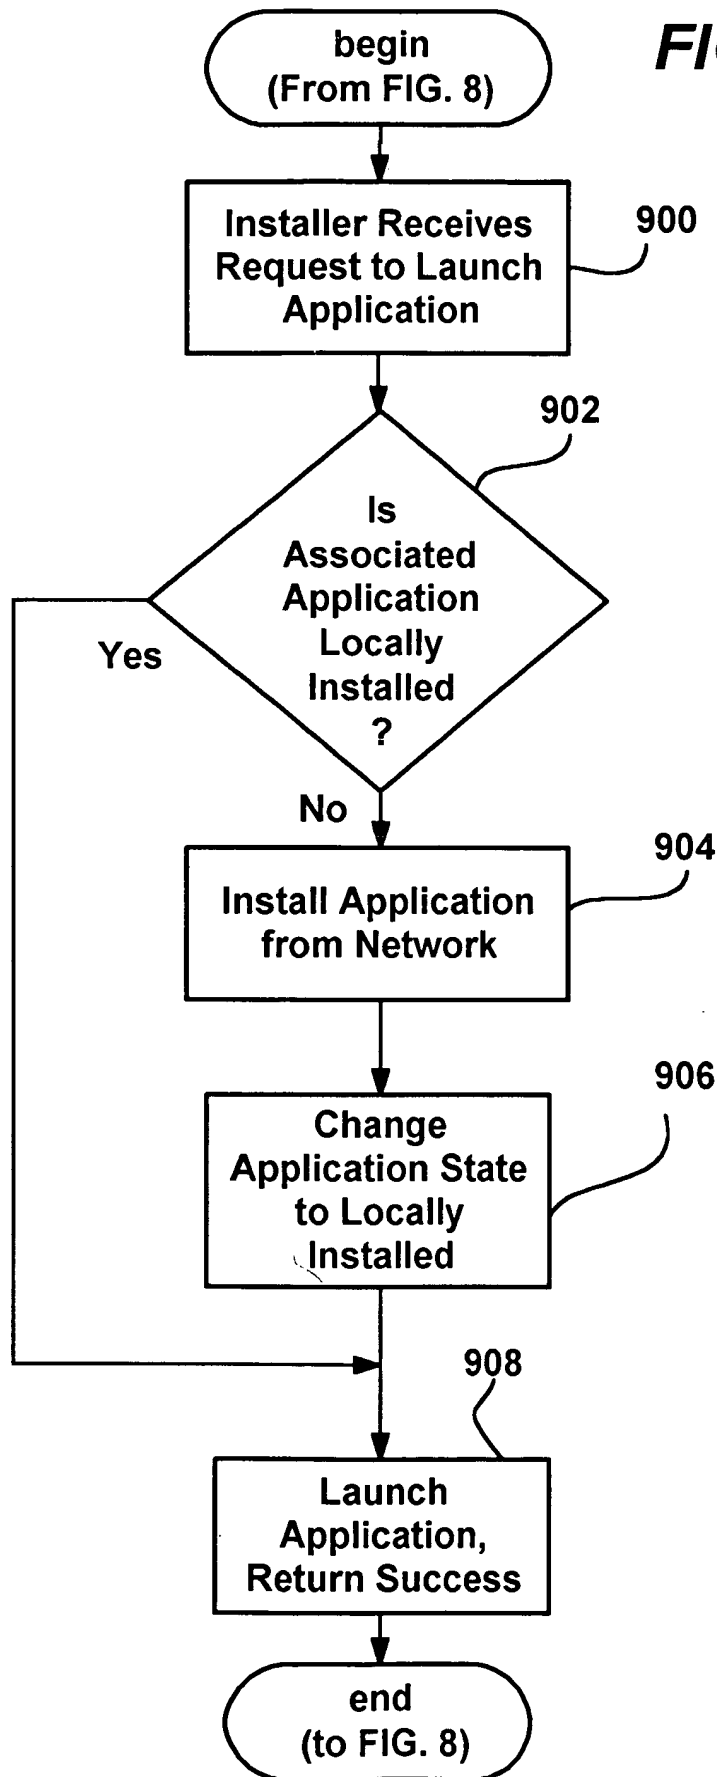 begin
(From FIG. 8)
Installer Receives
Request to Launch
Application
900
902
Is
Associated
Application
Locally
Installed
?
Yes
No
904
Install Application
from Network
906
Change
Application State
to Locally
Installed
908
Launch
Application,
Return Success
end
(to FIG. 8)